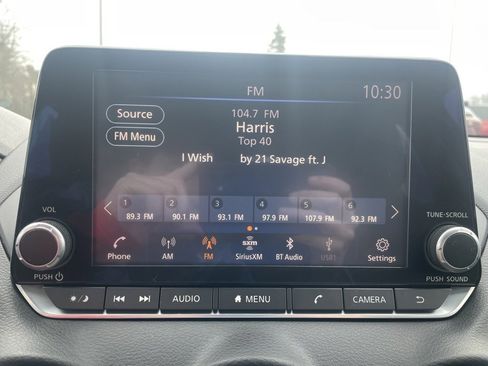 FM
10:30
Source
104.7 FM
Harris
FM Menu
Top 40
I Wish by 21 Savage ft. J
1 2 3 4 5 6
89.3 FM 90.1 FM 93.1 FM 97.9 FM 107.9 FM 92.3 FM
VOL
TUNE·SCROLL
sxm
Phone AM FM SiriusXM BT Audio USB1 Settings
PUSH
PUSH SOUND
AUDIO MENU CAMERA